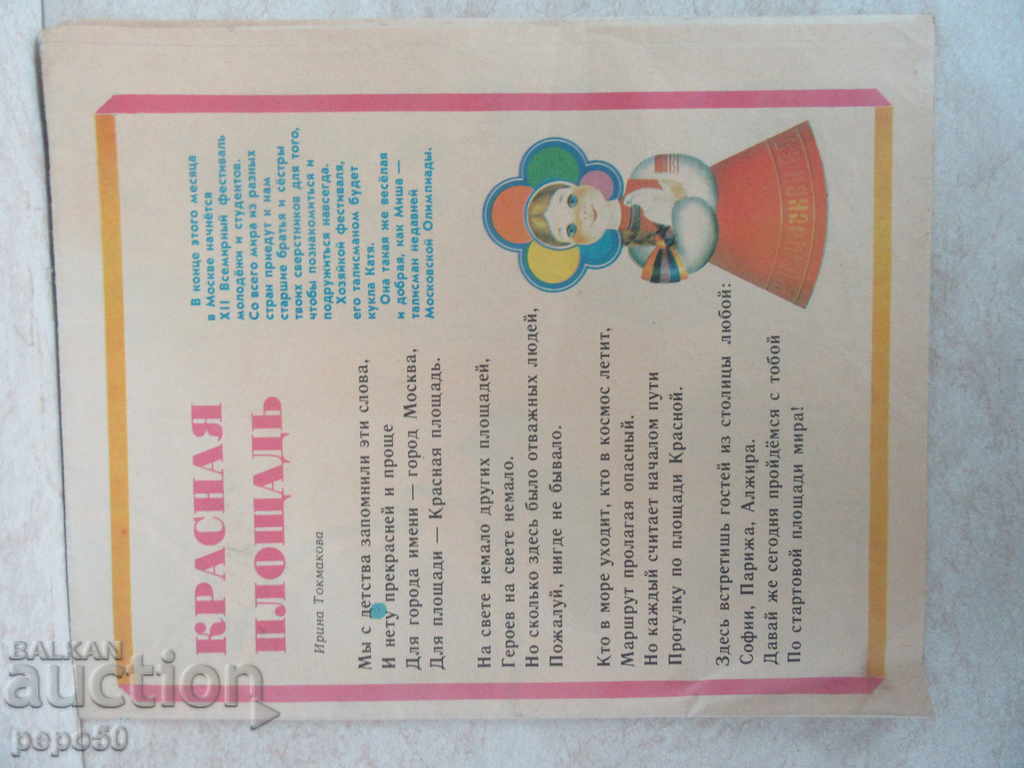 КРАСНАЯ
ПЛОЩАДЬ
Ирина Токмакова
В конце этого месяца
в Москве начнётся
XII Всемирный фестиваль
молодёжи и студентов.
Со всего мира из разных
стран приедут к нам
старшие братья и сёстры
твоих сверстников для того,
чтобы познакомиться и
подружиться навсегда.
Хозяйкой фестиваля,
его талисманом будет
кукла Катя.
Она такая же весёлая
и добрая, как Миша —
талисман недавней
Московской Олимпиады.
Мы с детства запомнили эти слова,
И нету прекрасней и проще
Для города имени — город Москва,
Для площади — Красная площадь.
На свете немало других площадей,
Героев на свете немало.
Но сколько здесь было отважных людей,
Пожалуй, нигде не бывало.
Кто в море уходит, кто в космос летит,
Маршрут пролагая опасный.
Но каждый считает началом пути
Прогулку по площади Красной.
Здесь встретишь гостей из столицы любой:
Софии, Парижа, Алжира.
Давай же сегодня пройдёмся с тобой
По стартовой площади мира!
BALKAN
auction
pepo50